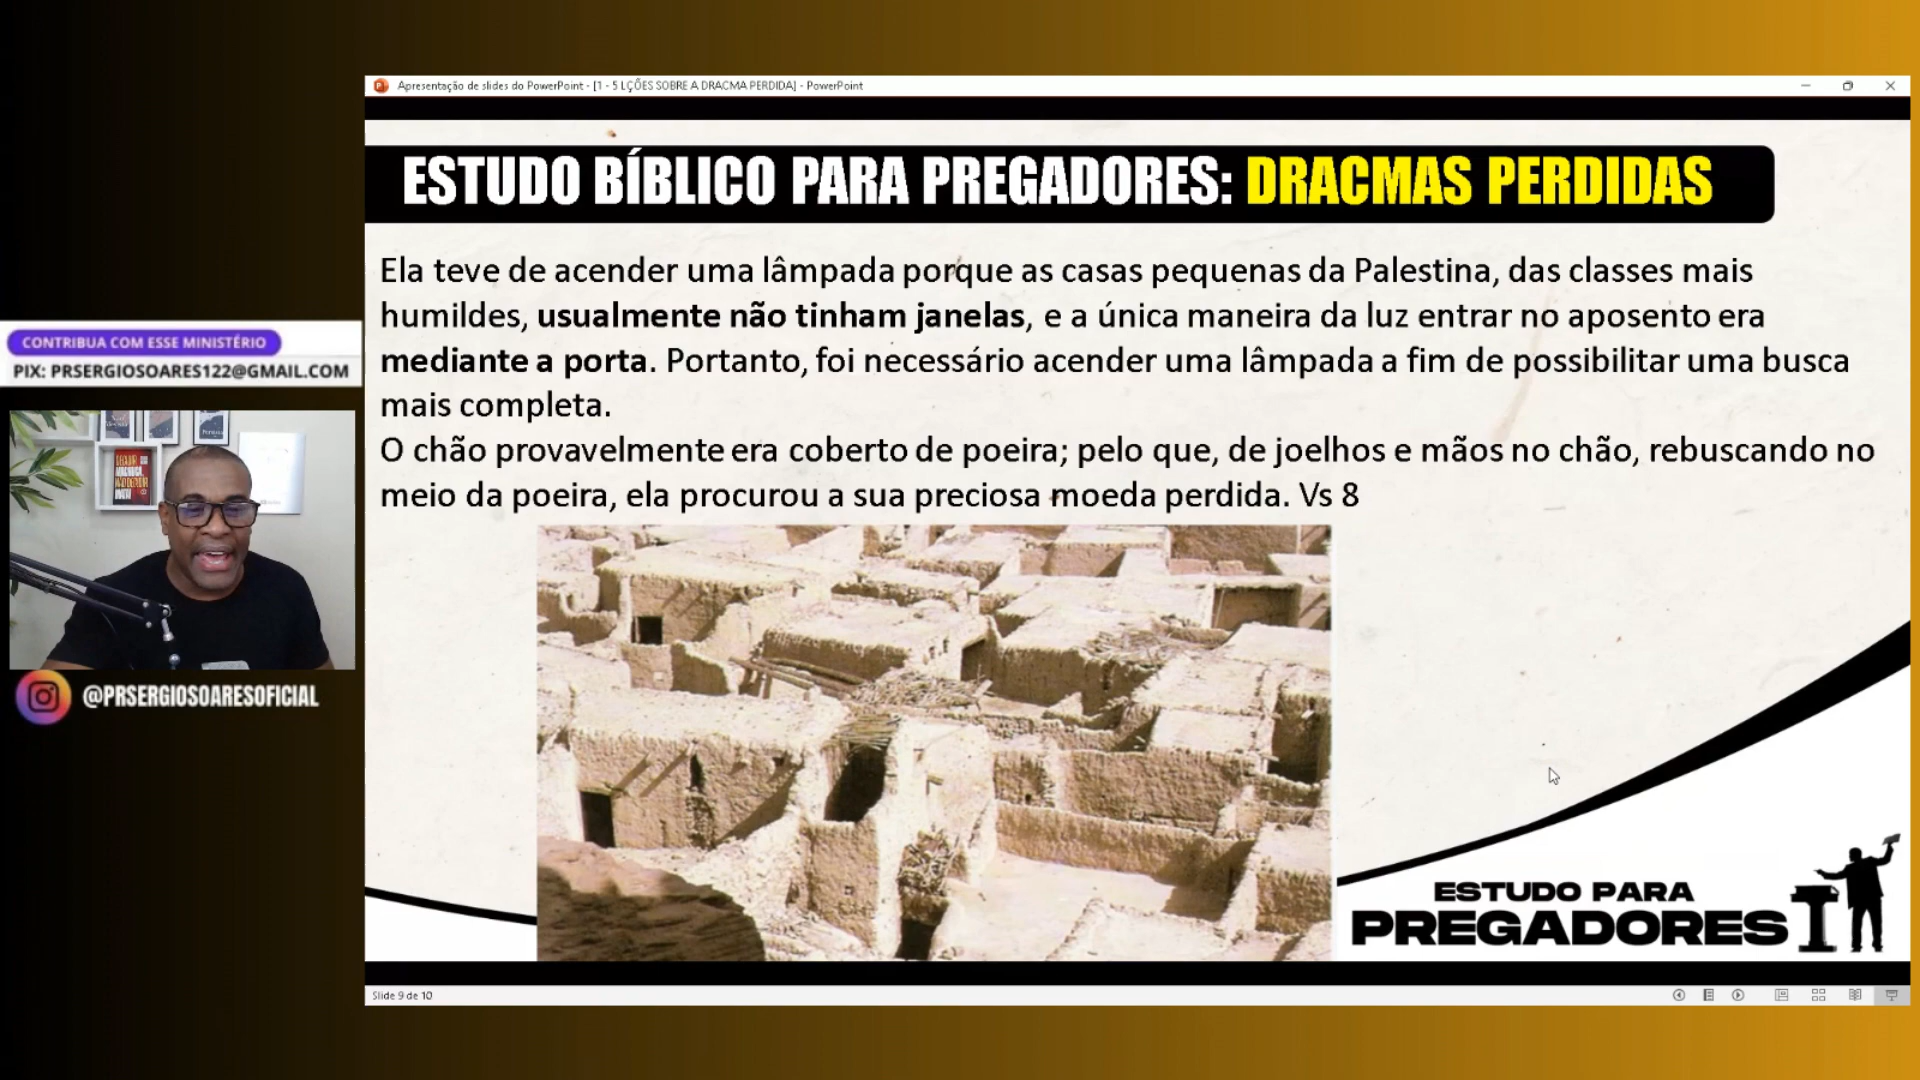 Apresentação de slides do PowerPoint - [1 - 5 LÇÕES SOBRE A DRACMA PERDIDA] - PowerPoint
ESTUDO BÍBLICO PARA PREGADORES: DRACMAS PERDIDAS
Ela teve de acender uma lâmpada porque as casas pequenas da Palestina, das classes mais
humildes, usualmente não tinham janelas, e a única maneira da luz entrar no aposento era
mediante a porta. Portanto, foi necessário acender uma lâmpada a fim de possibilitar uma busca
mais completa.
O chão provavelmente era coberto de poeira; pelo que, de joelhos e mãos no chão, rebuscando no
meio da poeira, ela procurou a sua preciosa moeda perdida. Vs 8
CONTRIBUA COM ESSE MINISTÉRIO
PIX: PRSERGIOSOARES122@GMAIL.COM
@PRSERGIOSOARESOFICIAL
ESTUDO PARA
PREGADORES
Slide 9 de 10